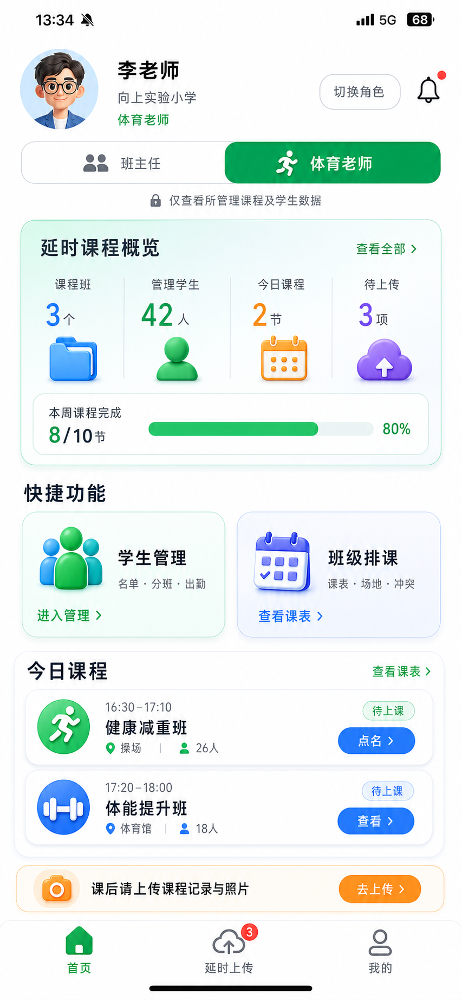 13:34 5G 68
李老师
向上实验小学
体育老师
切换角色
班主任 体育老师
仅查看所管理课程及学生数据
延时课程概览 查看全部
课程班 管理学生 今日课程 待上传
3个 42人 2节 3项
本周课程完成
8/10节 80%
快捷功能
学生管理
名单·分班·出勤
进入管理
班级排课
课表·场地·冲突
查看课表
今日课程 查看课表
16:30–17:10 待上课
健康减重班
操场 | 26人 点名
17:20–18:00 待上课
体能提升班
体育馆 | 18人 查看
课后请上传课程记录与照片 去上传
3
首页 延时上传 我的